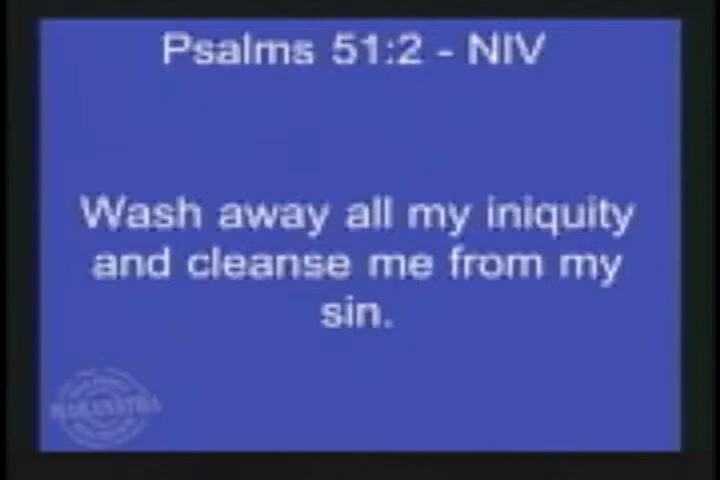 Psalms 51:2 - NIV
Wash away all my iniquity
and cleanse me from my
sin.